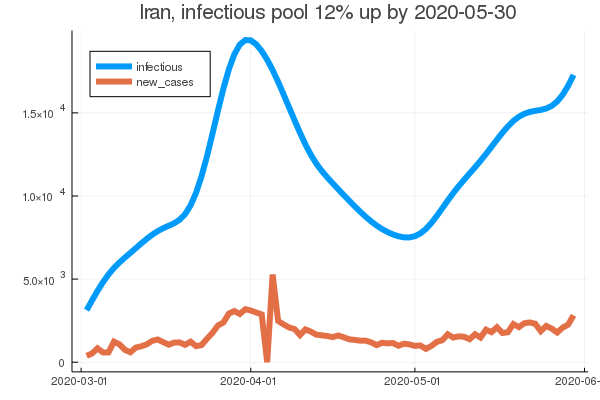 Iran, infectious pool 12% up by 2020-05-30
infectious
new_cases
1.5×10⁴
1.0×10⁴
5.0×10³
0
2020-03-01 2020-04-01 2020-05-01 2020-06-